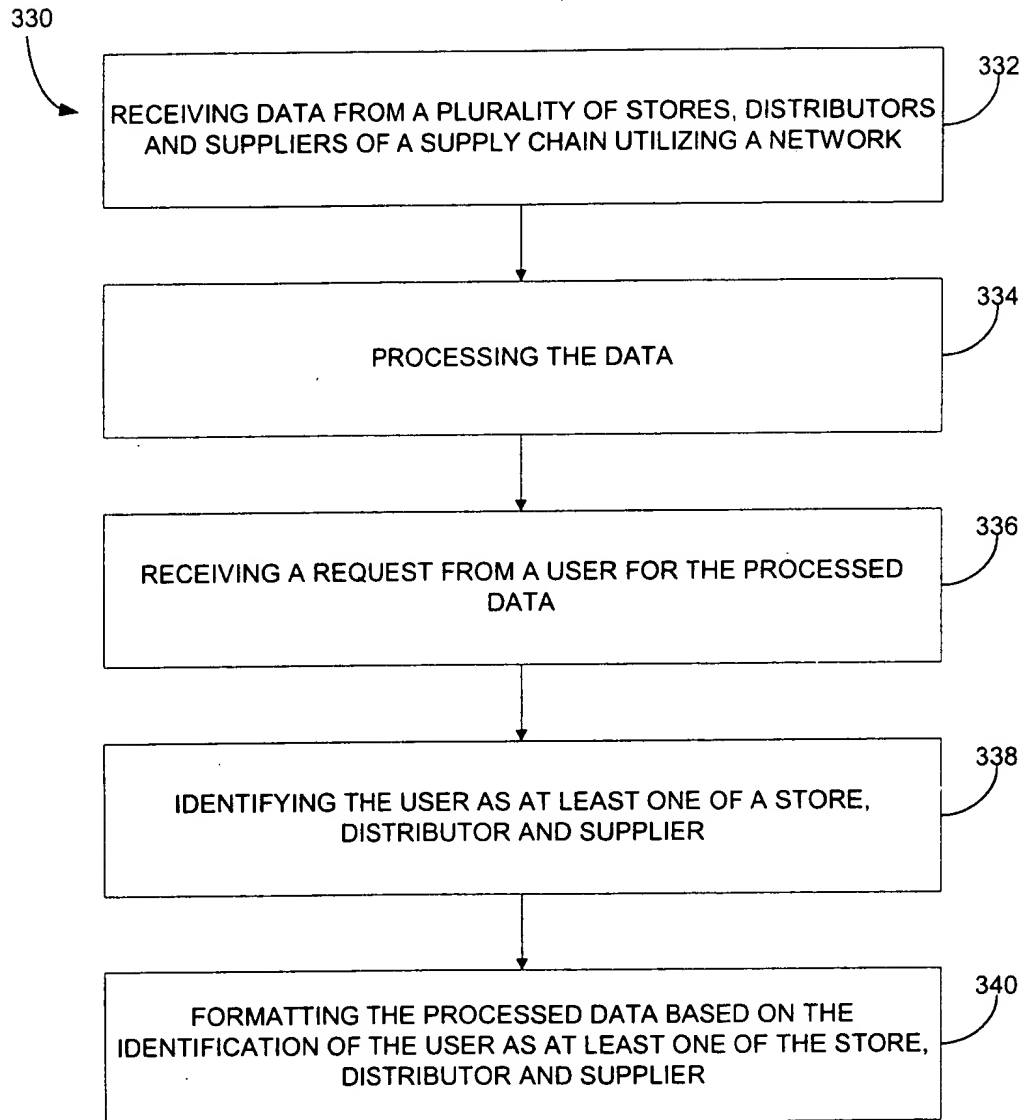 330
332
RECEIVING DATA FROM A PLURALITY OF STORES, DISTRIBUTORS
AND SUPPLIERS OF A SUPPLY CHAIN UTILIZING A NETWORK
334
PROCESSING THE DATA
336
RECEIVING A REQUEST FROM A USER FOR THE PROCESSED
DATA
338
IDENTIFYING THE USER AS AT LEAST ONE OF A STORE,
DISTRIBUTOR AND SUPPLIER
340
FORMATTING THE PROCESSED DATA BASED ON THE
IDENTIFICATION OF THE USER AS AT LEAST ONE OF THE STORE,
DISTRIBUTOR AND SUPPLIER